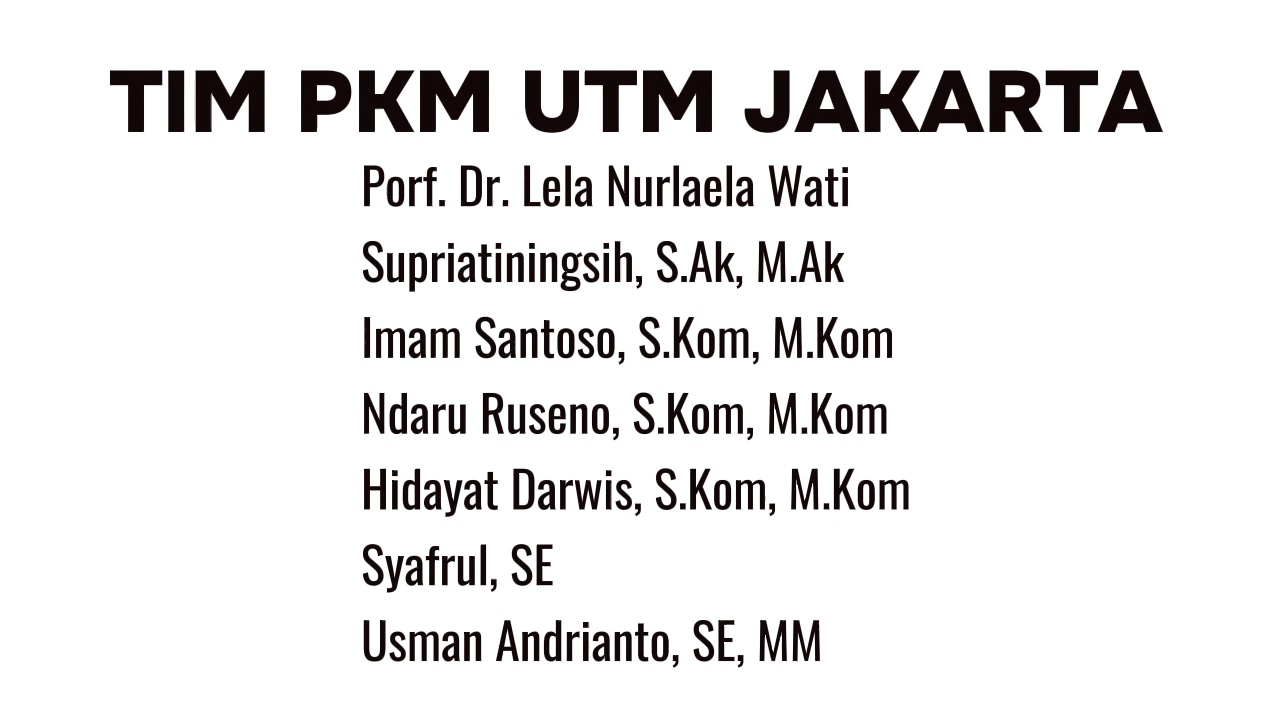 TIM PKM UTM JAKARTA
Porf. Dr. Lela Nurlaela Wati
Supriatiningsih, S.Ak, M.Ak
Imam Santoso, S.Kom, M.Kom
Ndaru Ruseno, S.Kom, M.Kom
Hidayat Darwis, S.Kom, M.Kom
Syafrul, SE
Usman Andrianto, SE, MM